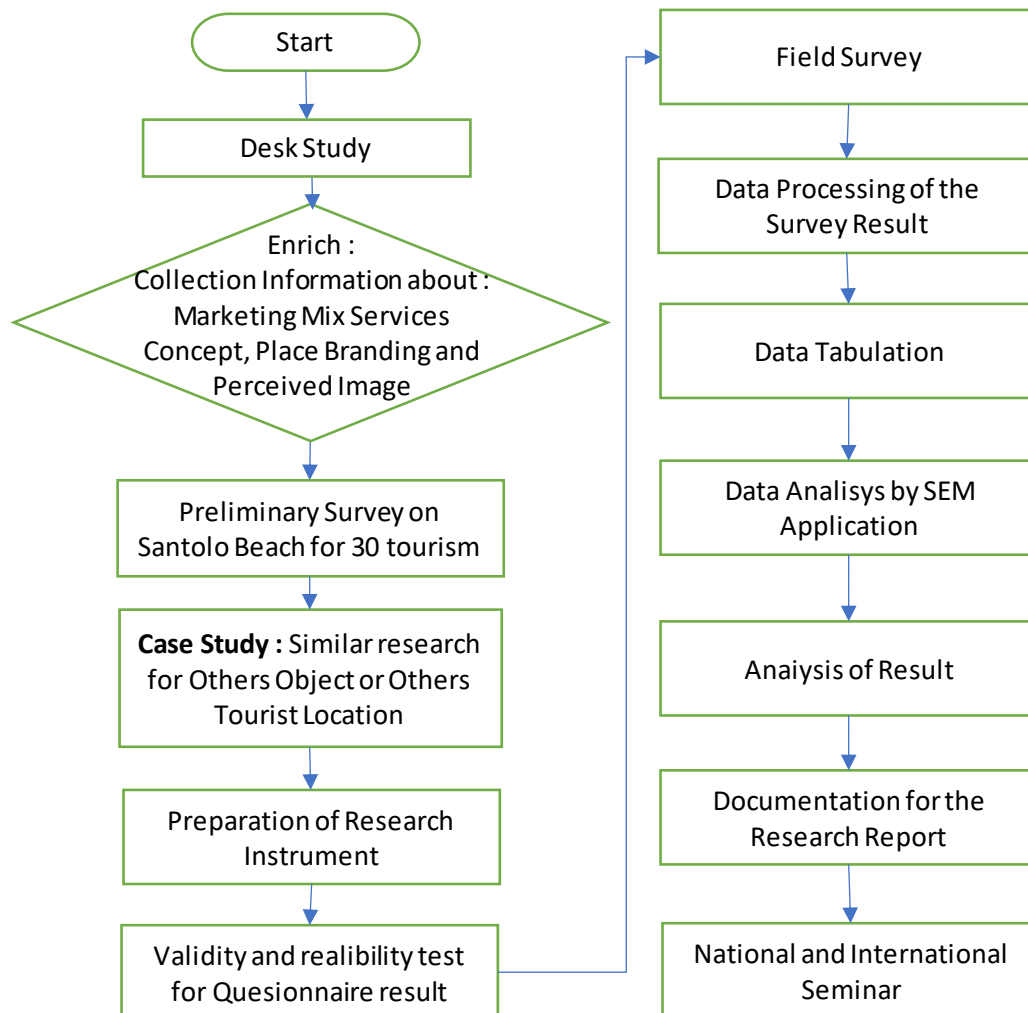 Start
Desk Study
Enrich :
Collection Information about :
Marketing Mix Services
Concept, Place Branding and
Perceived Image
Preliminary Survey on
Santolo Beach for 30 tourism
Case Study : Similar research
for Others Object or Others
Tourist Location
Preparation of Research
Instrument
Validity and realibility test
for Quesionnaire result
Field Survey
Data Processing of the
Survey Result
Data Tabulation
Data Analisys by SEM
Application
Anaiysis of Result
Documentation for the
Research Report
National and International
Seminar